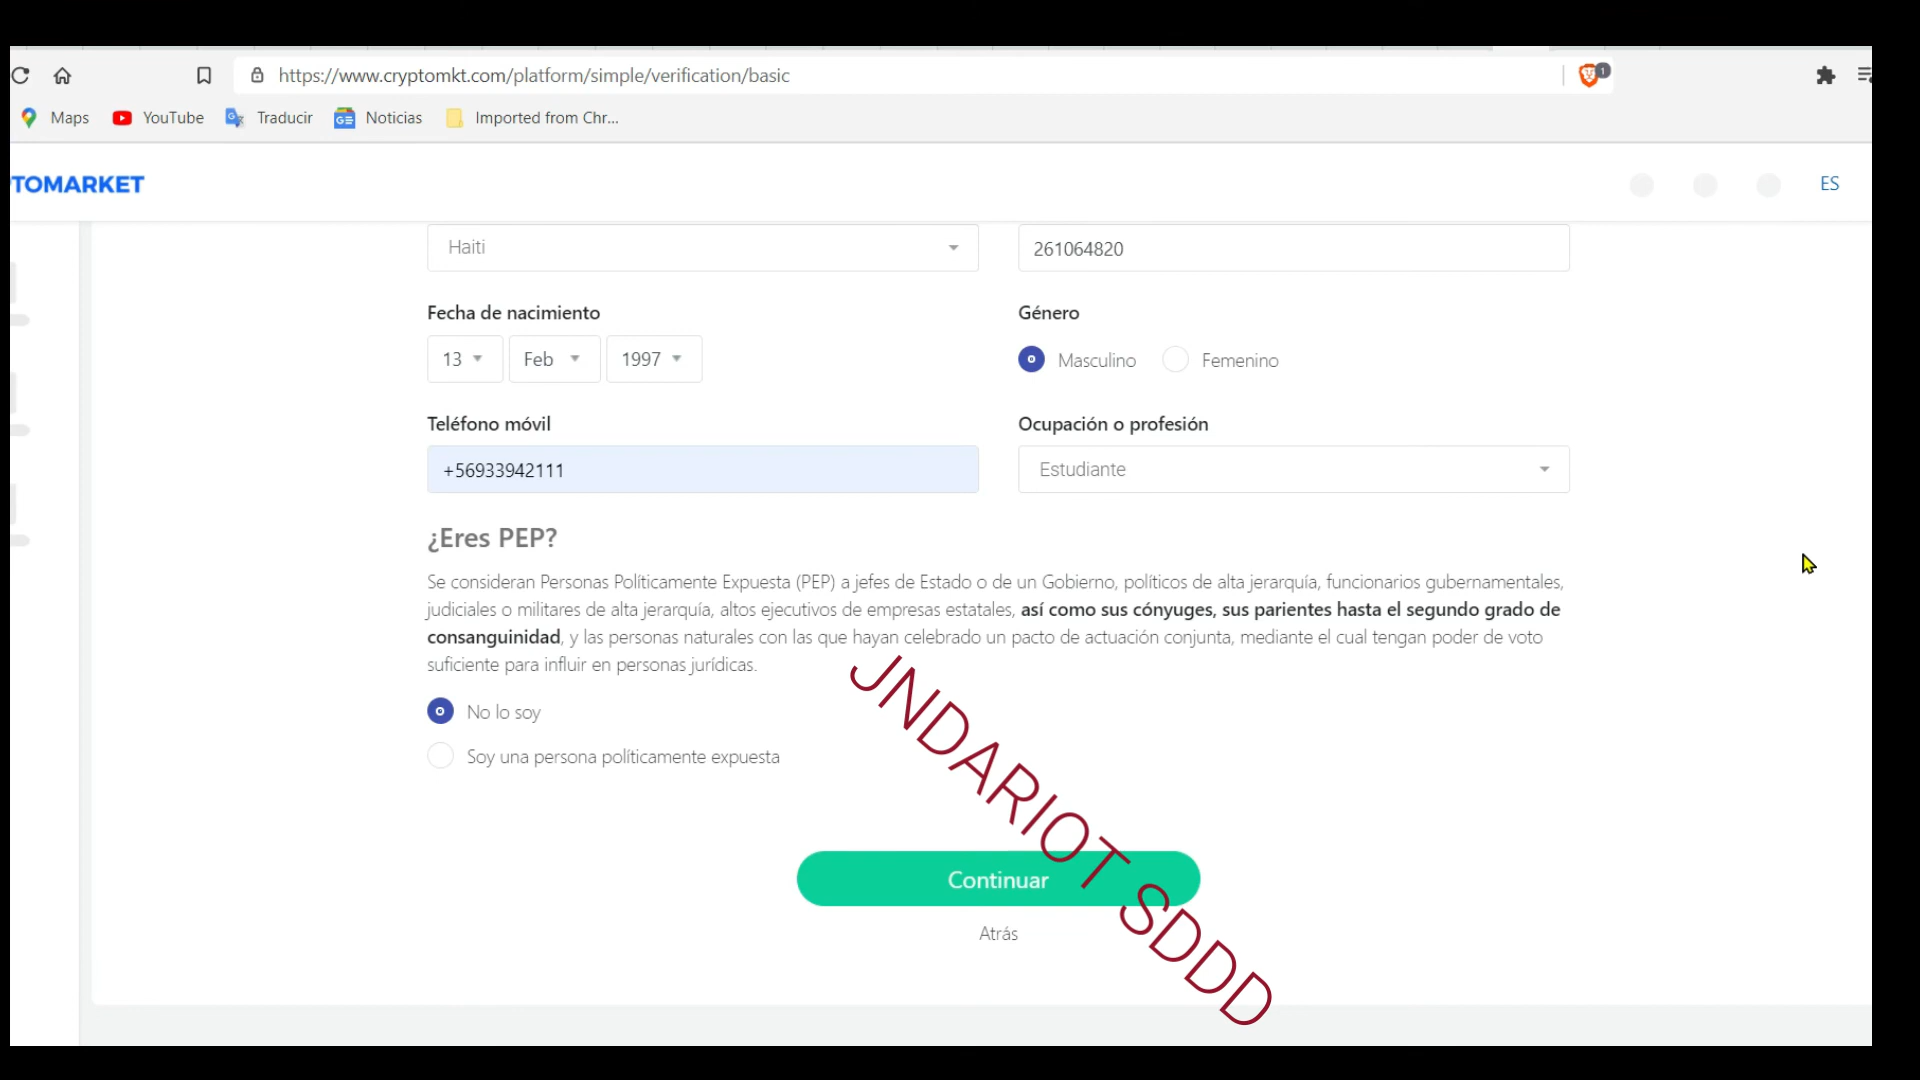 https://www.cryptomkt.com/platform/simple/verification/basic
1
Maps
YouTube
Traducir
Noticias
Imported from Chr...
TOMARKET
ES
Haiti
261064820
Fecha de nacimiento
Género
13
Feb
1997
Masculino
Femenino
Teléfono móvil
Ocupación o profesión
+56933942111
Estudiante
¿Eres PEP?
Se consideran Personas Políticamente Expuesta (PEP) a jefes de Estado o de un Gobierno, políticos de alta jerarquía, funcionarios gubernamentales,
judiciales o militares de alta jerarquía, altos ejecutivos de empresas estatales, así como sus cónyuges, sus parientes hasta el segundo grado de
consanguinidad, y las personas naturales con las que hayan celebrado un pacto de actuación conjunta, mediante el cual tengan poder de voto
suficiente para influir en personas jurídicas.
No lo soy
Soy una persona políticamente expuesta
JNDARIOT SDDD
Continuar
Atrás